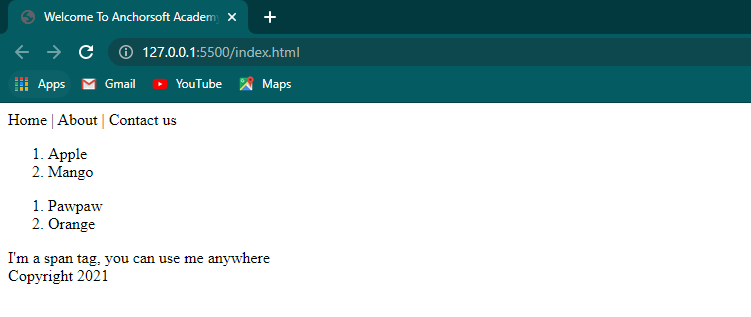 Welcome To Anchorsoft Academy
127.0.0.1:5500/index.html
Apps Gmail YouTube Maps
Home | About | Contact us
1. Apple
2. Mango
1. Pawpaw
2. Orange
I'm a span tag, you can use me anywhere
Copyright 2021